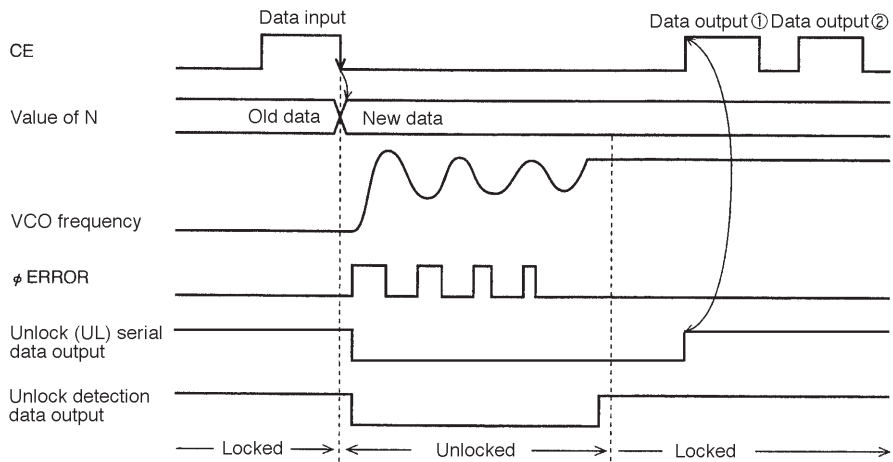 Data input
Data output ① Data output ②
CE
Value of N
Old data
New data
VCO frequency
φ ERROR
Unlock (UL) serial
data output
Unlock detection
data output
Locked
Unlocked
Locked